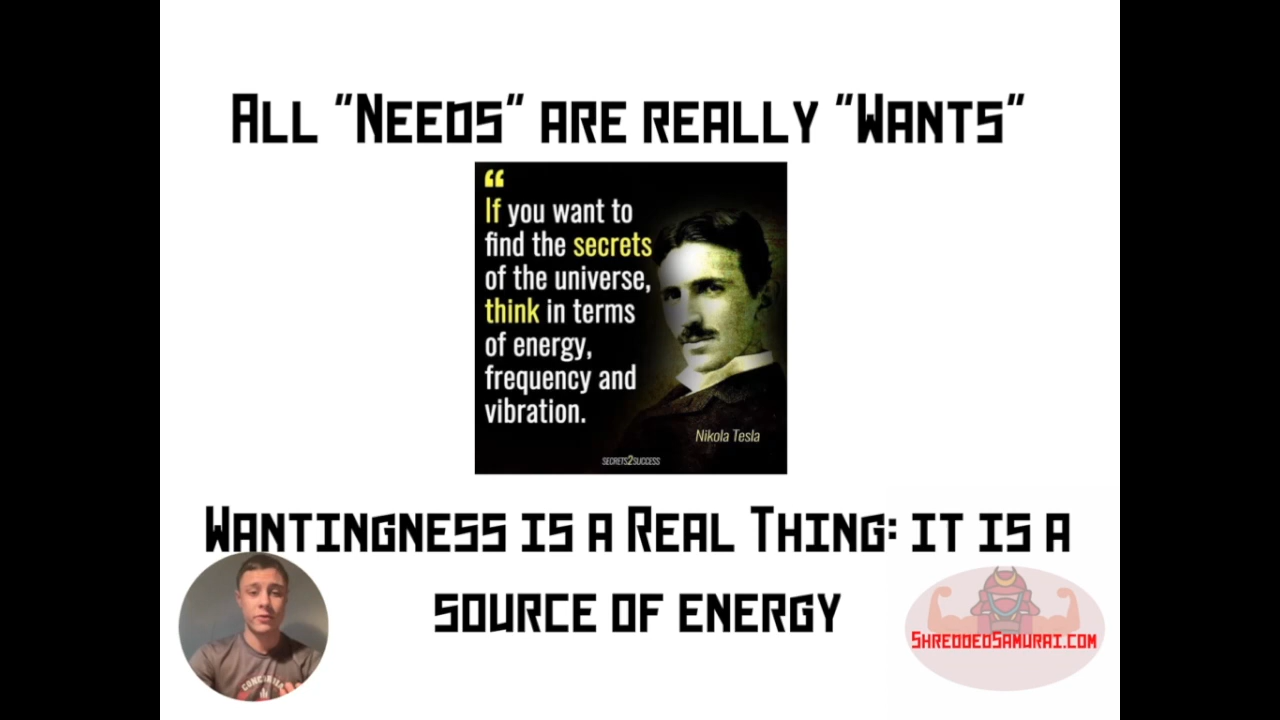 All "Needs" are really "Wants"
“
If you want to
find the secrets
of the universe,
think in terms
of energy,
frequency and
vibration.
Nikola Tesla
SECRETS2SUCCESS
Wantingness is a Real Thing: it is a
source of energy
ShreddedSamurai.com